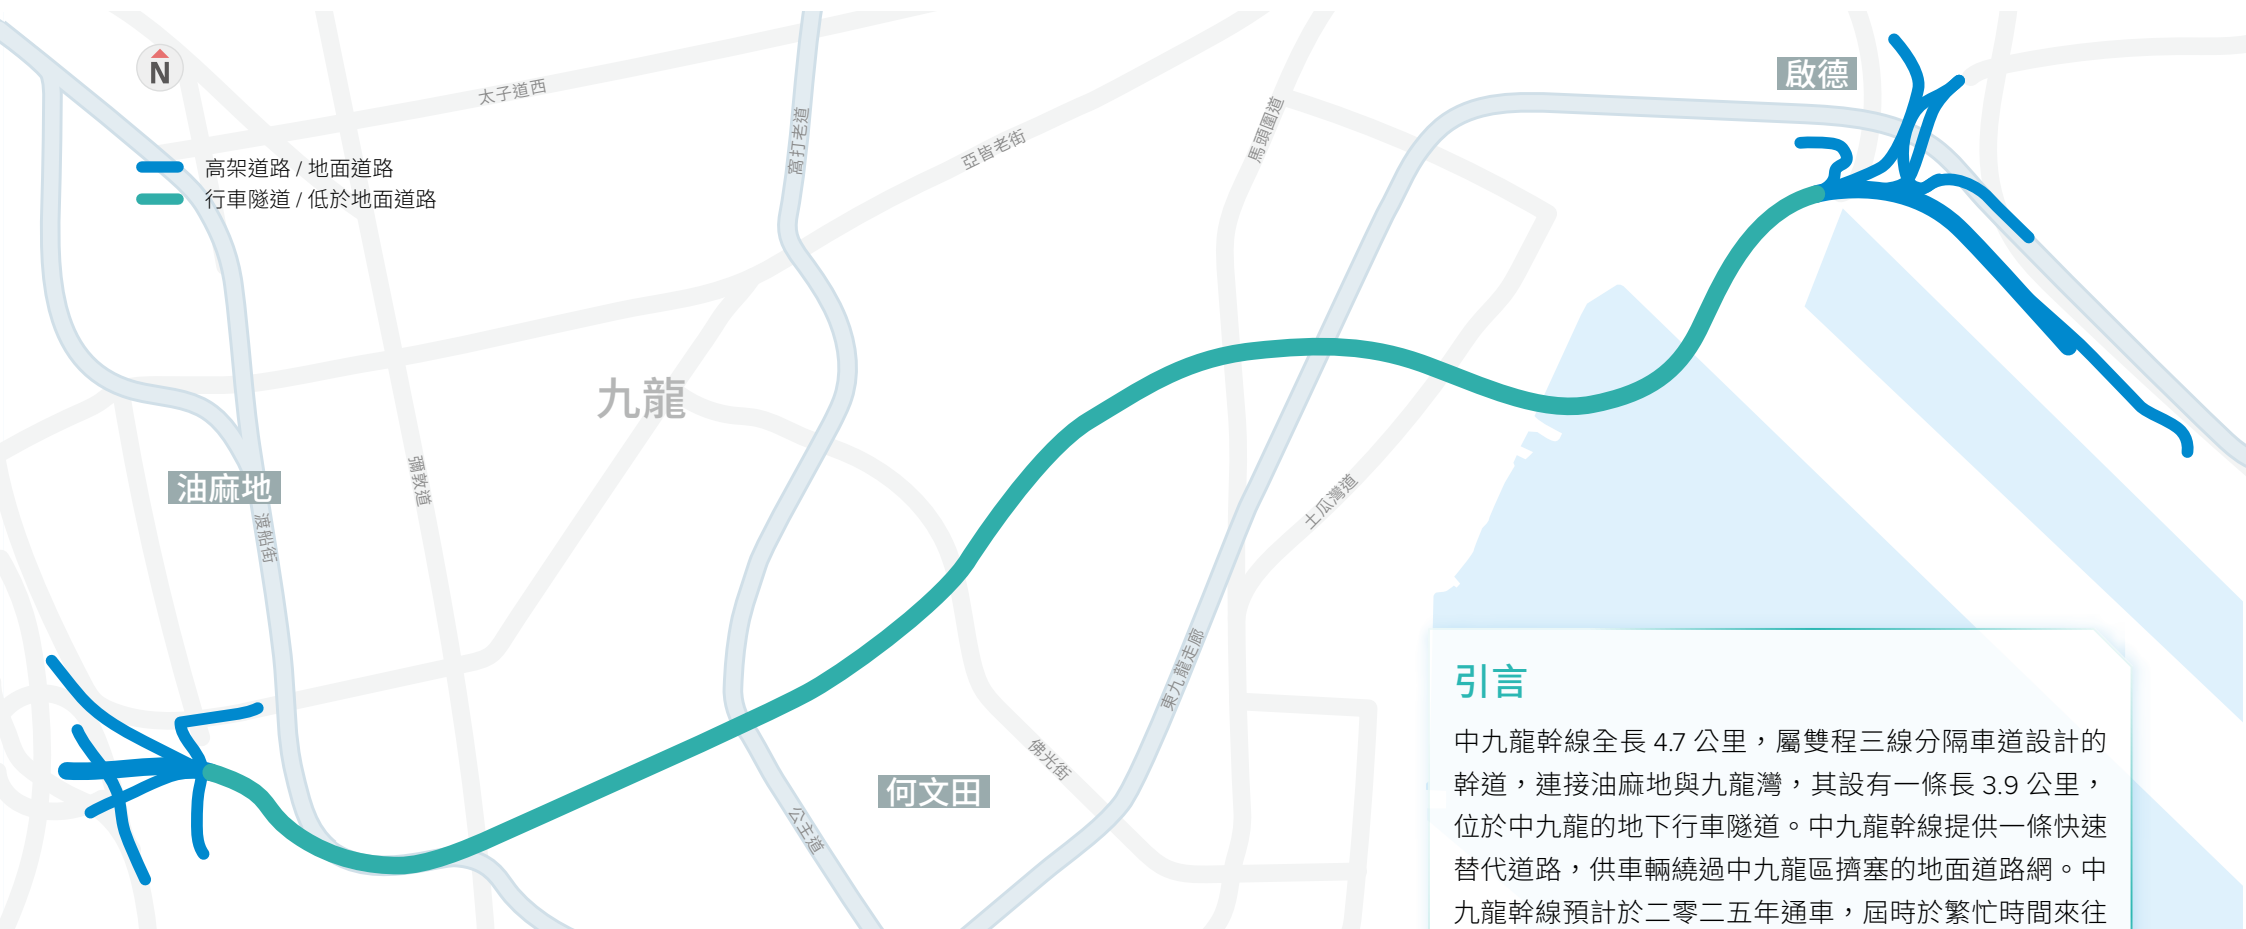 N
啟德
太子道西
窩打老道
亞皆老街
馬頭圍道
高架道路 / 地面道路
行車隧道 / 低於地面道路
九龍
油麻地
彌敦道
渡船街
土瓜灣道
東九龍走廊
佛光街
何文田
公主道
引言
中九龍幹線全長 4.7 公里，屬雙程三線分隔車道設計的
幹道，連接油麻地與九龍灣，其設有一條長 3.9 公里，
位於中九龍的地下行車隧道。中九龍幹線提供一條快速
替代道路，供車輛繞過中九龍區擠塞的地面道路網。中
九龍幹線預計於二零二五年通車，屆時於繁忙時間來往